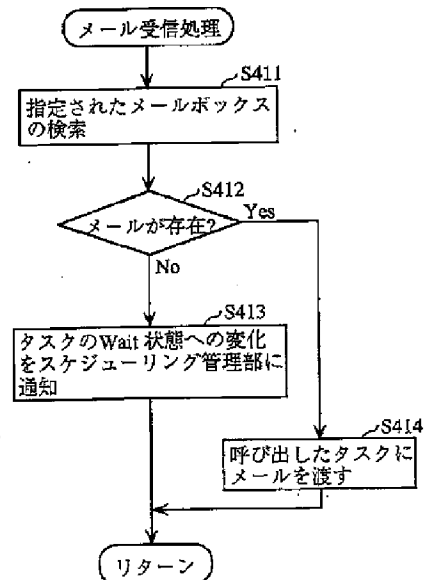 メール受信処理
S411
指定されたメールボックス
の検索
S412
メールが存在?
Yes
No
S413
タスクのWait 状態への変化
をスケジューリング管理部に
通知
S414
呼び出したタスクに
メールを渡す
リターン